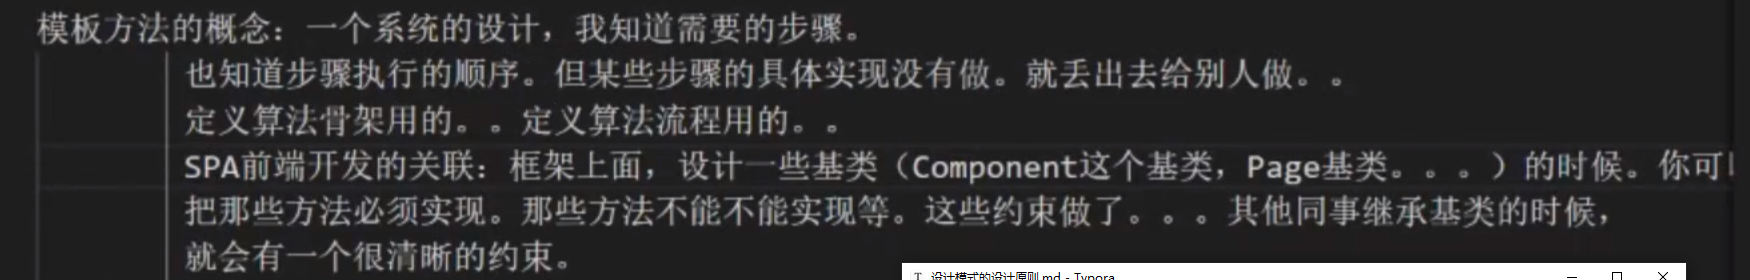 模板方法的概念：一个系统的设计，我知道需要的步骤。
也知道步骤执行的顺序。但某些步骤的具体实现没有做。就丢出去给别人做。。
定义算法骨架用的。。定义算法流程用的。。
SPA前端开发的关联：框架上面，设计一些基类（Component这个基类，Page基类。。。）的时候。你可
把那些方法必须实现。那些方法不能不能实现等。这些约束做了。。。其他同事继承基类的时候，
就会有一个很清晰的约束。
设计模式的设计原则.md - Typora